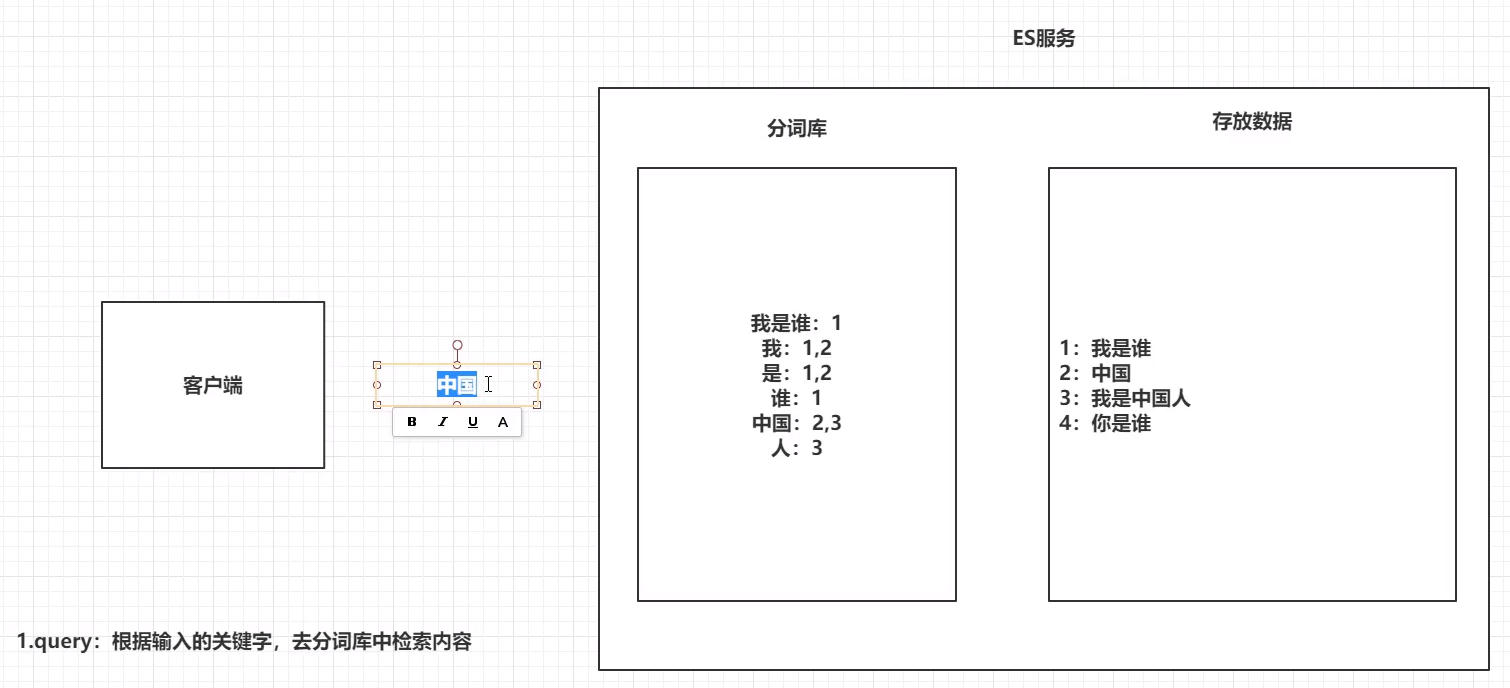 ES服务
分词库
存放数据
客户端
中国
B I U A
我是谁：1
我：1,2
是：1,2
谁：1
中国：2,3
人：3
1：我是谁
2：中国
3：我是中国人
4：你是谁
1.query：根据输入的关键字，去分词库中检索内容